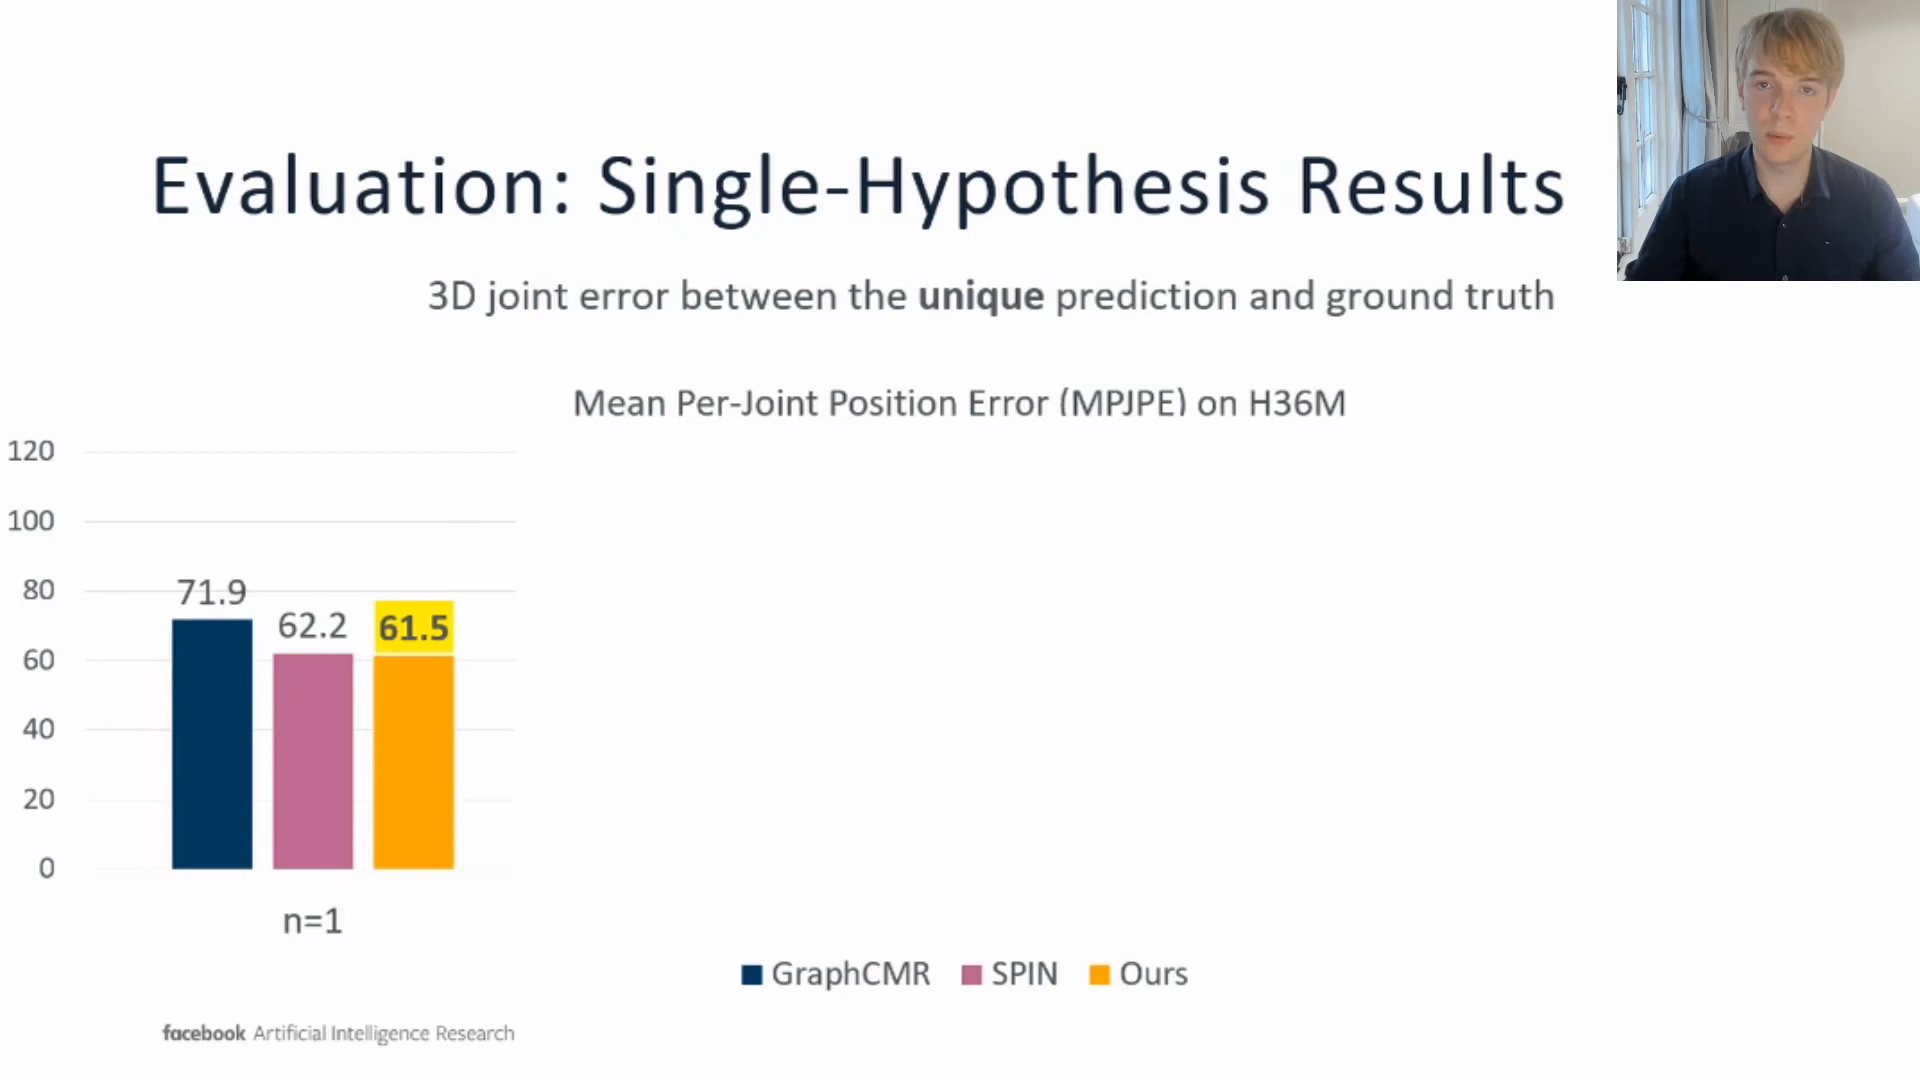 Evaluation: Single-Hypothesis Results
3D joint error between the unique prediction and ground truth
Mean Per-Joint Position Error (MPJPE) on H36M
120
100
80
60
40
20
0
71.9
62.2
61.5
n=1
GraphCMR SPIN Ours
facebook Artificial Intelligence Research